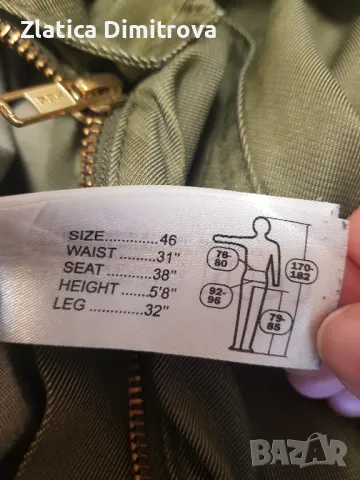 Zlatica Dimitrova
SIZE.............46
WAIST ..........31"
SEAT ............38"
HEIGHT .......5'8"
LEG ..............32"
76-
80
170-
182
92-
96
79-
85
BAZAR
bg